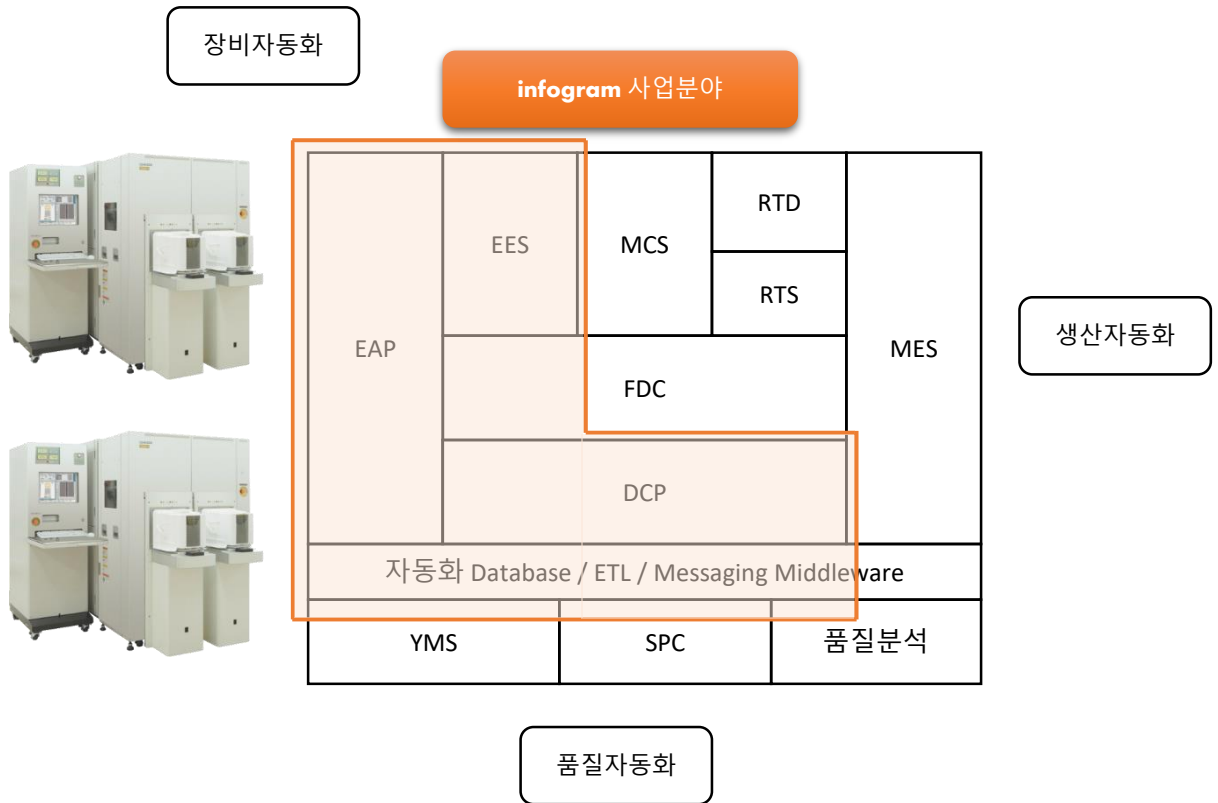 장비자동화
infogram 사업분야
RTD
EES
MCS
RTS
EAP
MES
생산자동화
FDC
DCP
자동화 Database / ETL / Messaging Middleware
YMS
SPC
품질분석
품질자동화